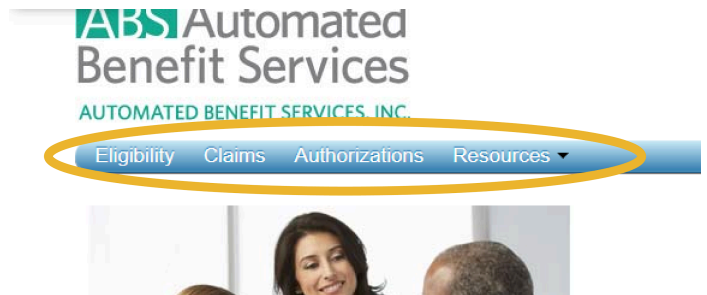 ABS Automated
Benefit Services
AUTOMATED BENEFIT SERVICES, INC.
Eligibility Claims Authorizations Resources